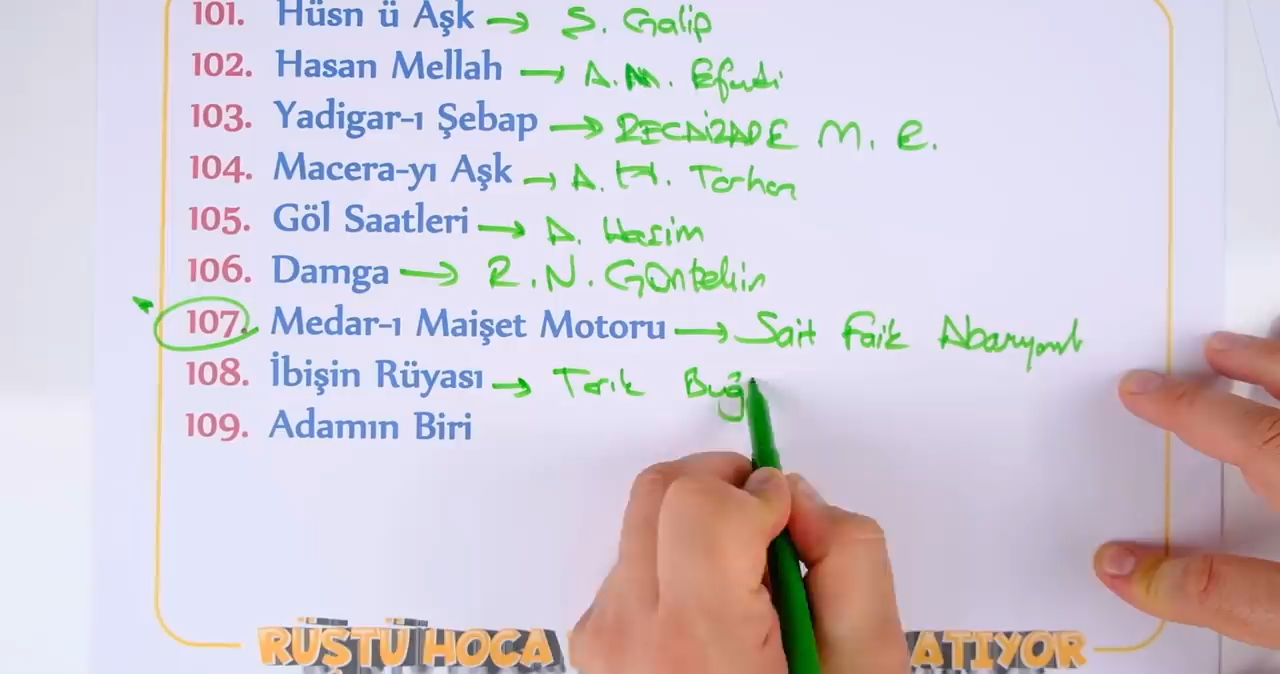 101. Hüsn ü Aşk → Ş. Galip
102. Hasan Mellah → A.M. Efendi
103. Yadigar-ı Şebap → RECAİZADE M. E.
104. Macera-yı Aşk → A. H. Tarhan
105. Göl Saatleri → A. Haşim
106. Damga → R. N. Güntekin
107. Medar-ı Maişet Motoru → Sait Faik Abasıyanık
108. İbişin Rüyası → Tarık Buğ
109. Adamın Biri
RÜŞTÜ HOCA ATIYOR